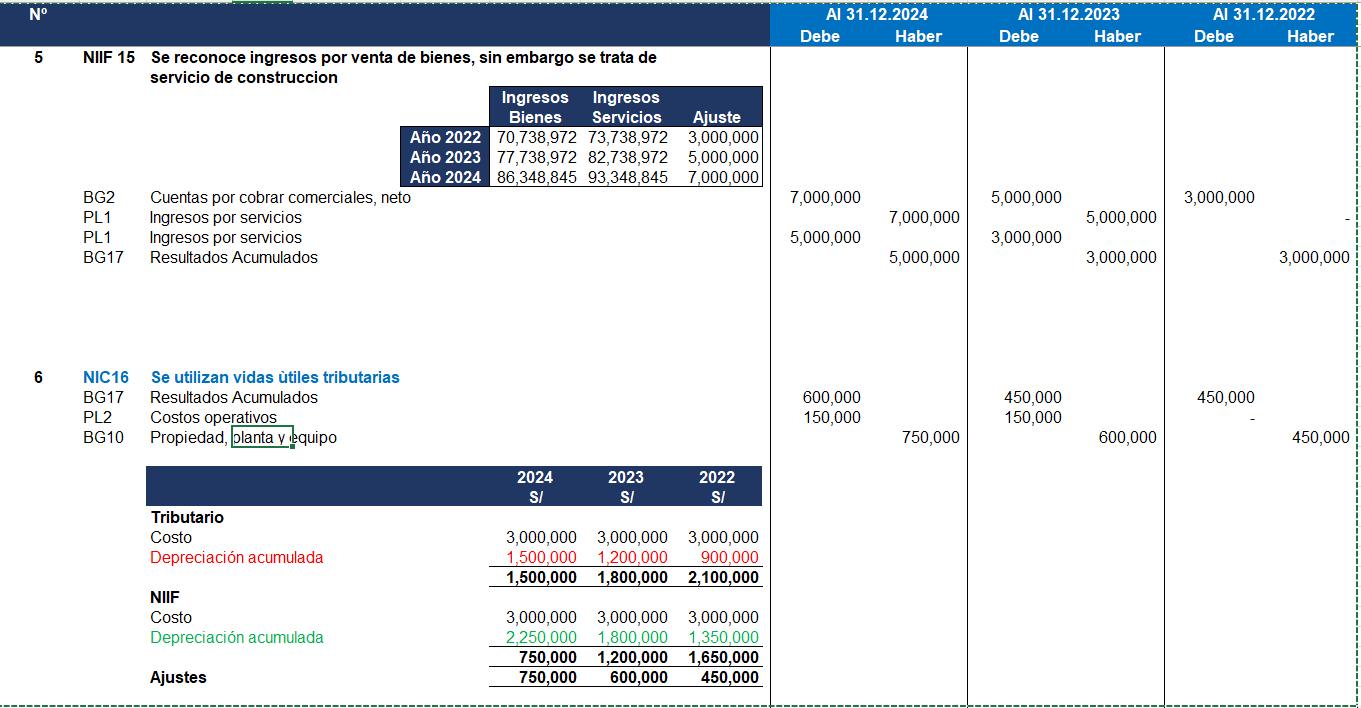 Nº Al 31.12.2024 Al 31.12.2023 Al 31.12.2022
Debe Haber Debe Haber Debe Haber
5 NIIF 15 Se reconoce ingresos por venta de bienes, sin embargo se trata de
servicio de construccion
Ingresos Ingresos
Bienes Servicios Ajuste
Año 2022 70,738,972 73,738,972 3,000,000
Año 2023 77,738,972 82,738,972 5,000,000
Año 2024 86,348,845 93,348,845 7,000,000
BG2 Cuentas por cobrar comerciales, neto 7,000,000 5,000,000 3,000,000
PL1 Ingresos por servicios 7,000,000 5,000,000 -
PL1 Ingresos por servicios 5,000,000 3,000,000
BG17 Resultados Acumulados 5,000,000 3,000,000 3,000,000
6 NIC16 Se utilizan vidas ùtiles tributarias
BG17 Resultados Acumulados 600,000 450,000 450,000
PL2 Costos operativos 150,000 150,000 -
BG10 Propiedad, planta y equipo 750,000 600,000 450,000
2024 2023 2022
S/ S/ S/
Tributario
Costo 3,000,000 3,000,000 3,000,000
Depreciación acumulada 1,500,000 1,200,000 900,000
1,500,000 1,800,000 2,100,000
NIIF
Costo 3,000,000 3,000,000 3,000,000
Depreciación acumulada 2,250,000 1,800,000 1,350,000
750,000 1,200,000 1,650,000
Ajustes 750,000 600,000 450,000